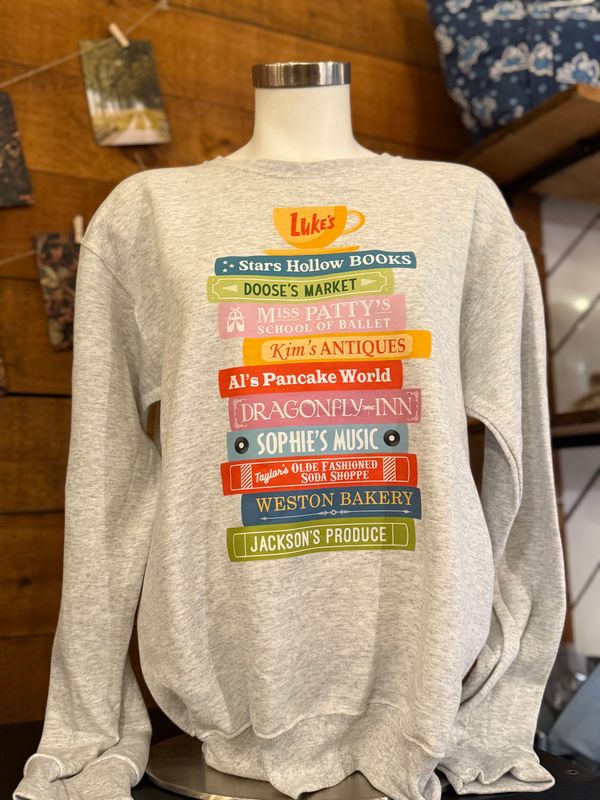 LUKE'S
Stars Hollow BOOKS
DOOSE'S MARKET
MISS PATTY'S
SCHOOL OF BALLET
Kim's ANTIQUES
Al's Pancake World
DRAGONFLY INN
SOPHIE'S MUSIC
Taylor's OLDE FASHIONED
SODA SHOPPE
WESTON BAKERY
JACKSON'S PRODUCE